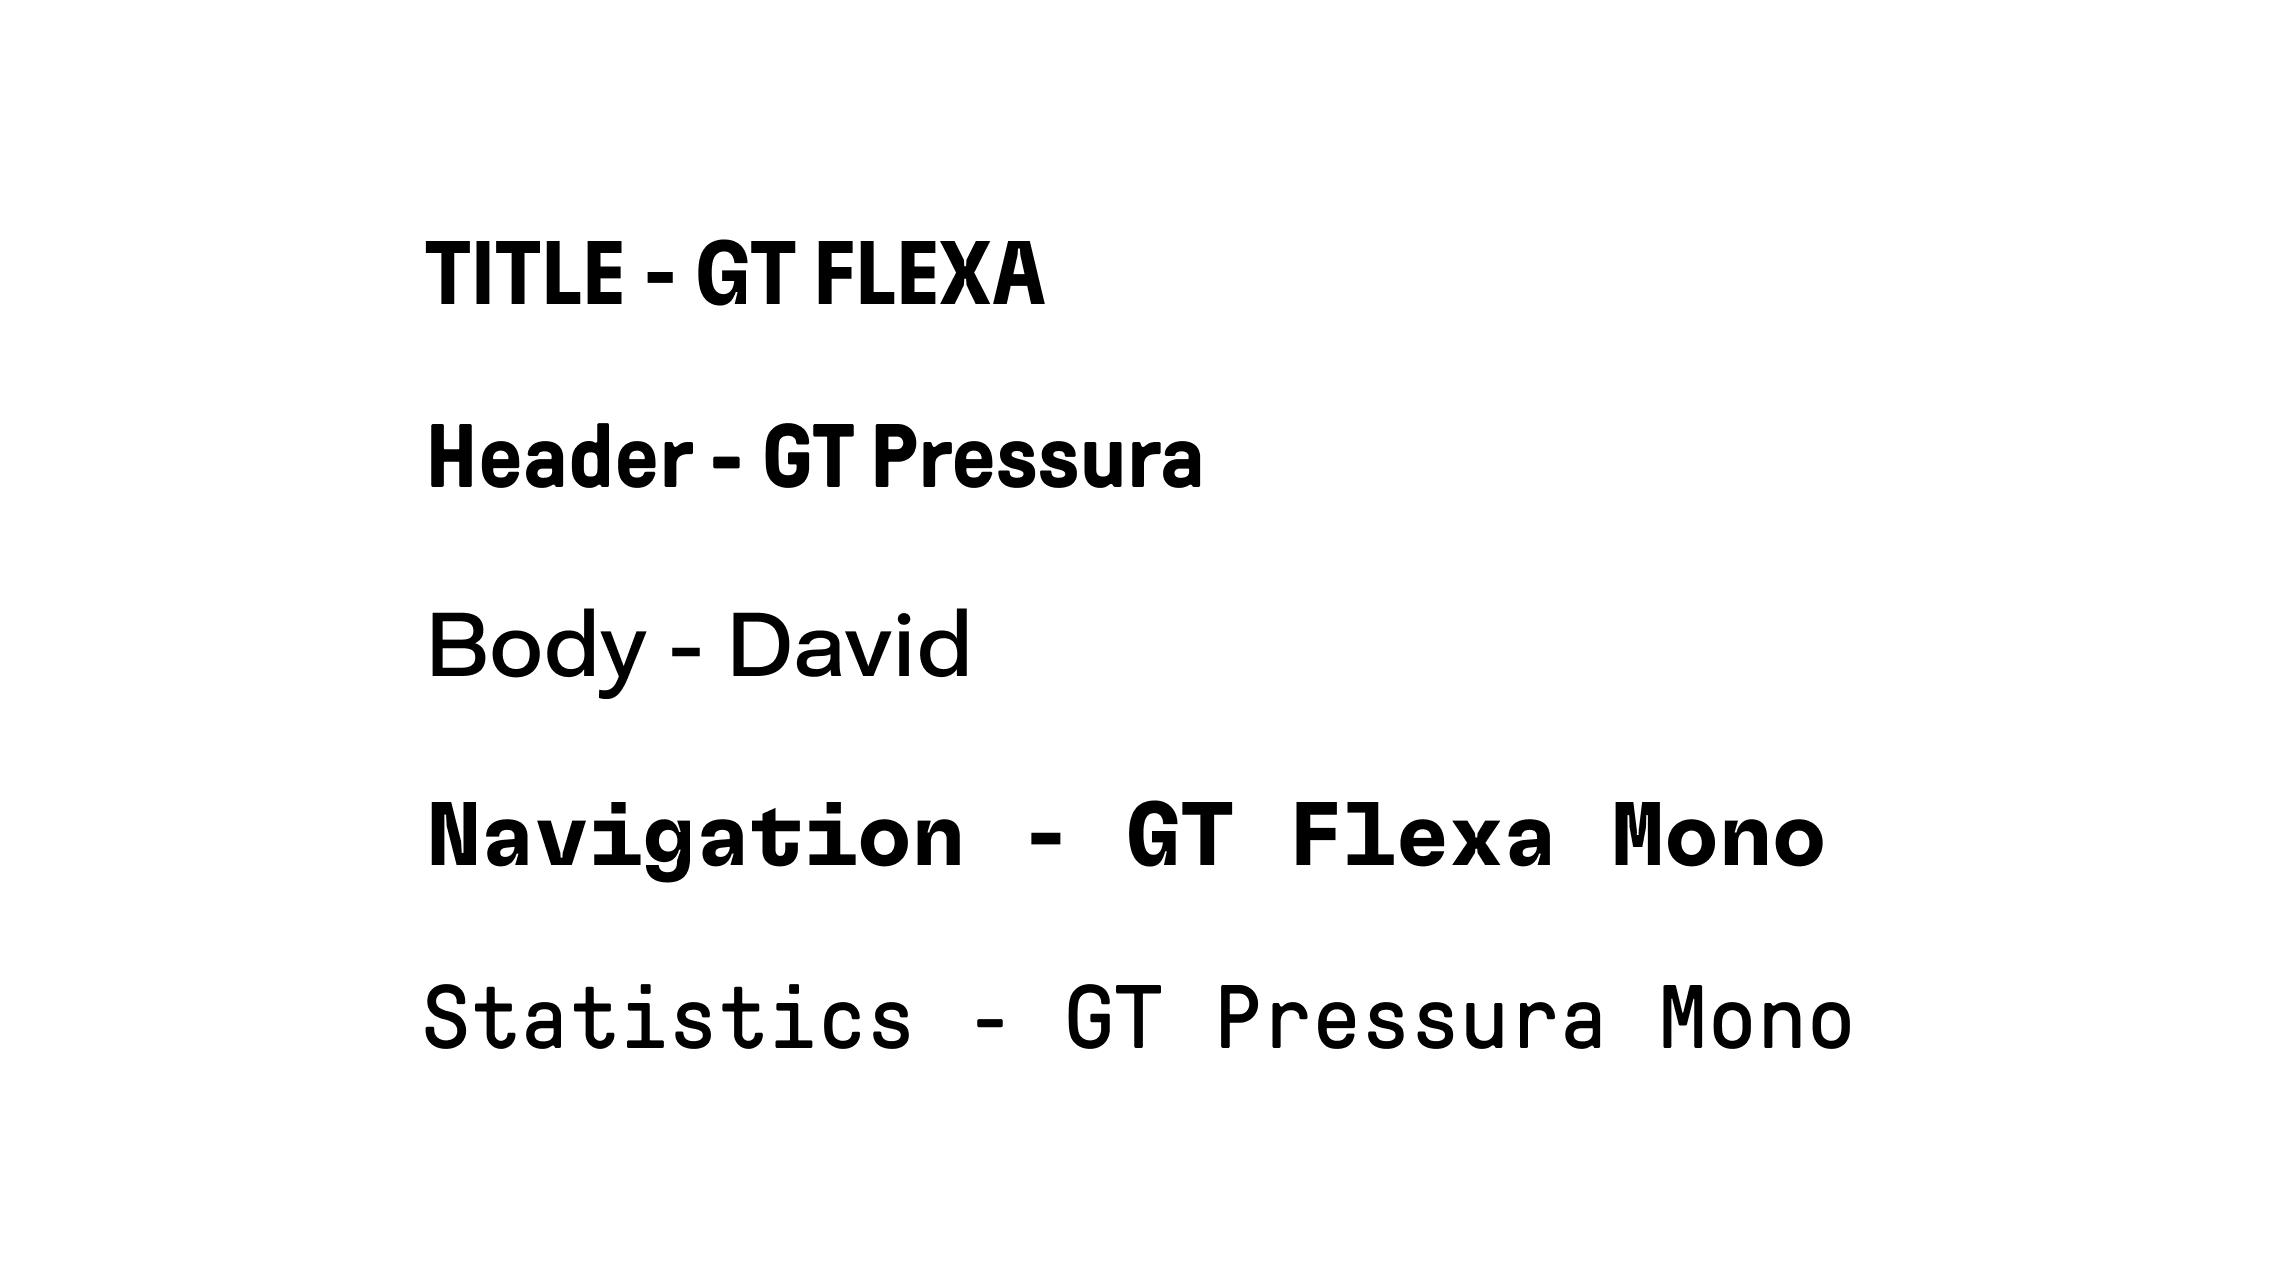 TITLE - GT FLEXA
Header - GT Pressura
Body - David
Navigation - GT Flexa Mono
Statistics - GT Pressura Mono